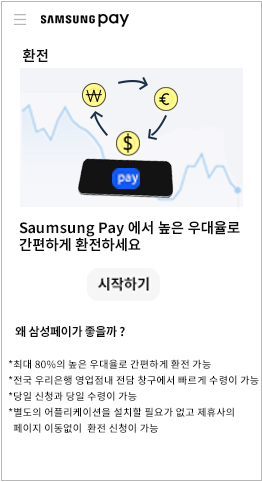 SAMSUNG pay
환전
₩
€
$
pay
Saumsung Pay 에서 높은 우대율로
간편하게 환전하세요
시작하기
왜 삼성페이가 좋을까 ?
*최대 80%의 높은 우대율로 간편하게 환전 가능
*전국 우리은행 영업점내 전담 창구에서 빠르게 수령이 가능
*당일 신청과 당일 수령이 가능
*별도의 어플리케이션을 설치할 필요가 없고 제휴사의
페이지 이동없이 환전 신청이 가능